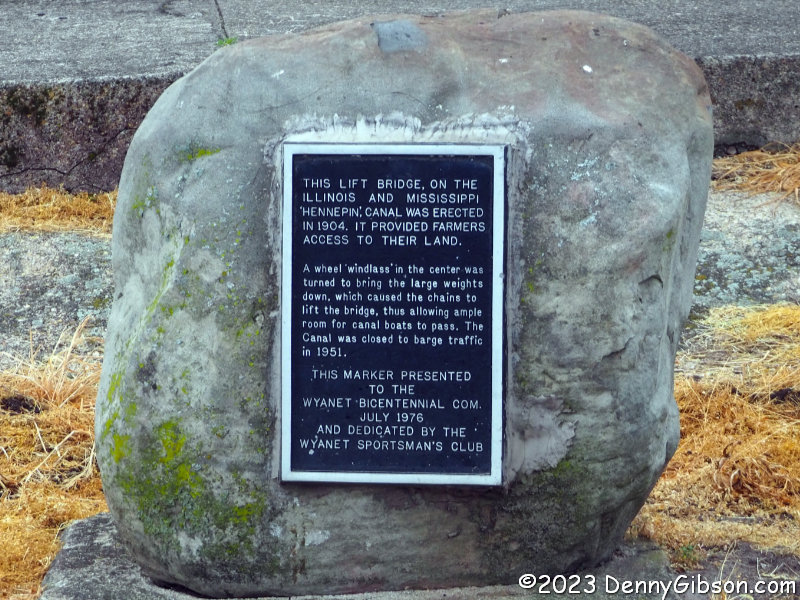 THIS LIFT BRIDGE, ON THE
ILLINOIS AND MISSISSIPPI
'HENNEPIN', CANAL WAS ERECTED
IN 1904. IT PROVIDED FARMERS
ACCESS TO THEIR LAND.
A wheel 'windlass' in the center was
turned to bring the large weights
down, which caused the chains to
lift the bridge, thus allowing ample
room for canal boats to pass. The
Canal was closed to barge traffic
in 1951.
THIS MARKER PRESENTED
TO THE
WYANET BICENTENNIAL COM.
JULY 1976
AND DEDICATED BY THE
WYANET SPORTSMAN'S CLUB
©2023 DennyGibson.com